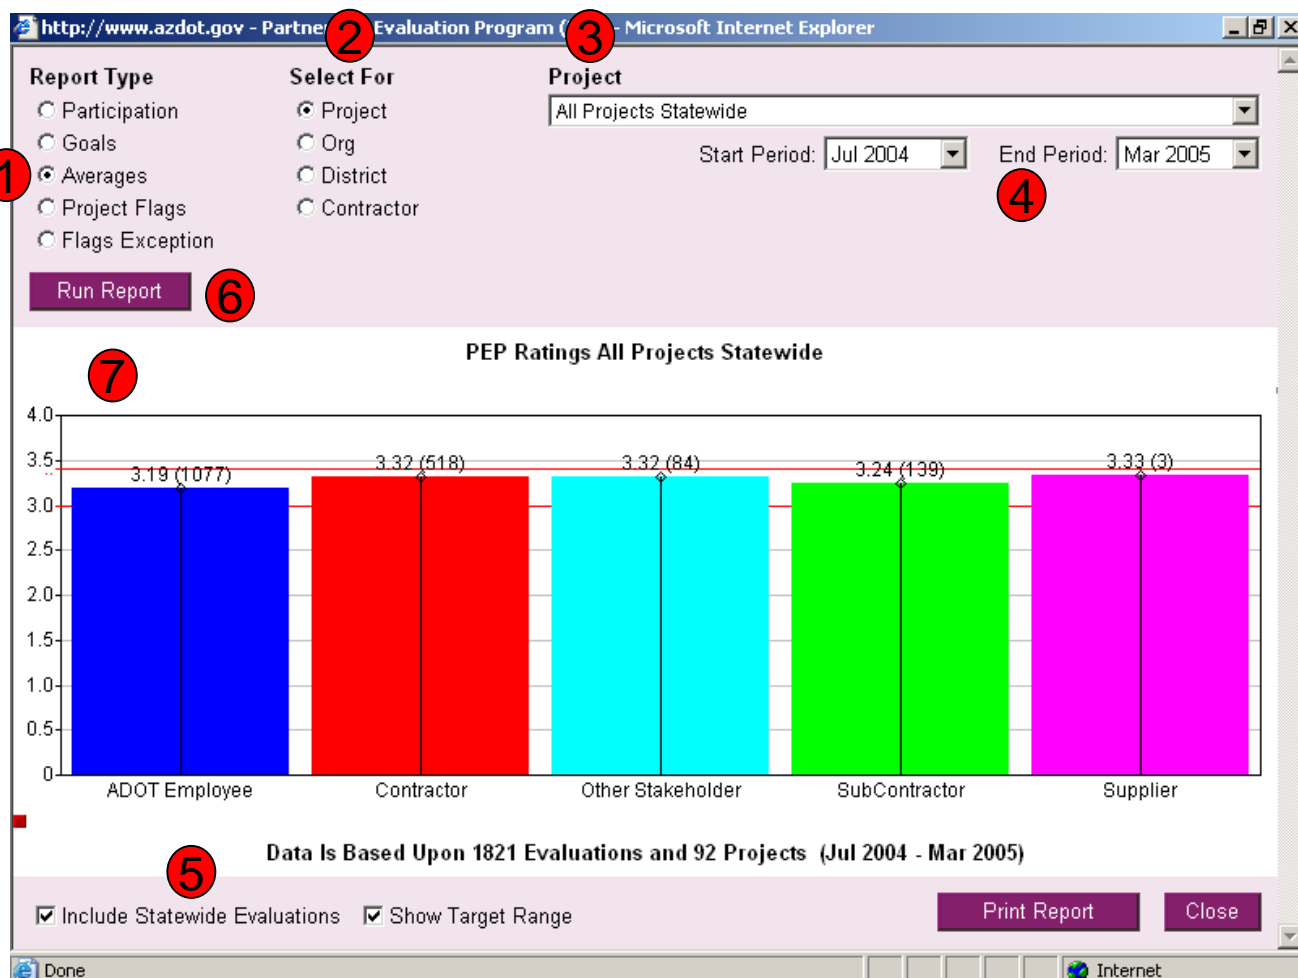 http://www.azdot.gov - Partne 2 Evaluation Program ( 3 - Microsoft Internet Explorer
Report Type
Select For
Project
Participation
Project
All Projects Statewide
Goals
Org
Start Period: Jul 2004
End Period: Mar 2005
1
Averages
District
4
Project Flags
Contractor
Flags Exception
Run Report
6
PEP Ratings All Projects Statewide
7
4.0
3.5
3.0
2.5
2.0
1.5
1.0
0.5
0
3.19 (1077)
3.32 (518)
3.32 (84)
3.24 (139)
3.33 (3)
ADOT Employee
Contractor
Other Stakeholder
SubContractor
Supplier
Data Is Based Upon 1821 Evaluations and 92 Projects (Jul 2004 - Mar 2005)
5
Include Statewide Evaluations
Show Target Range
Print Report
Close
Done
Internet